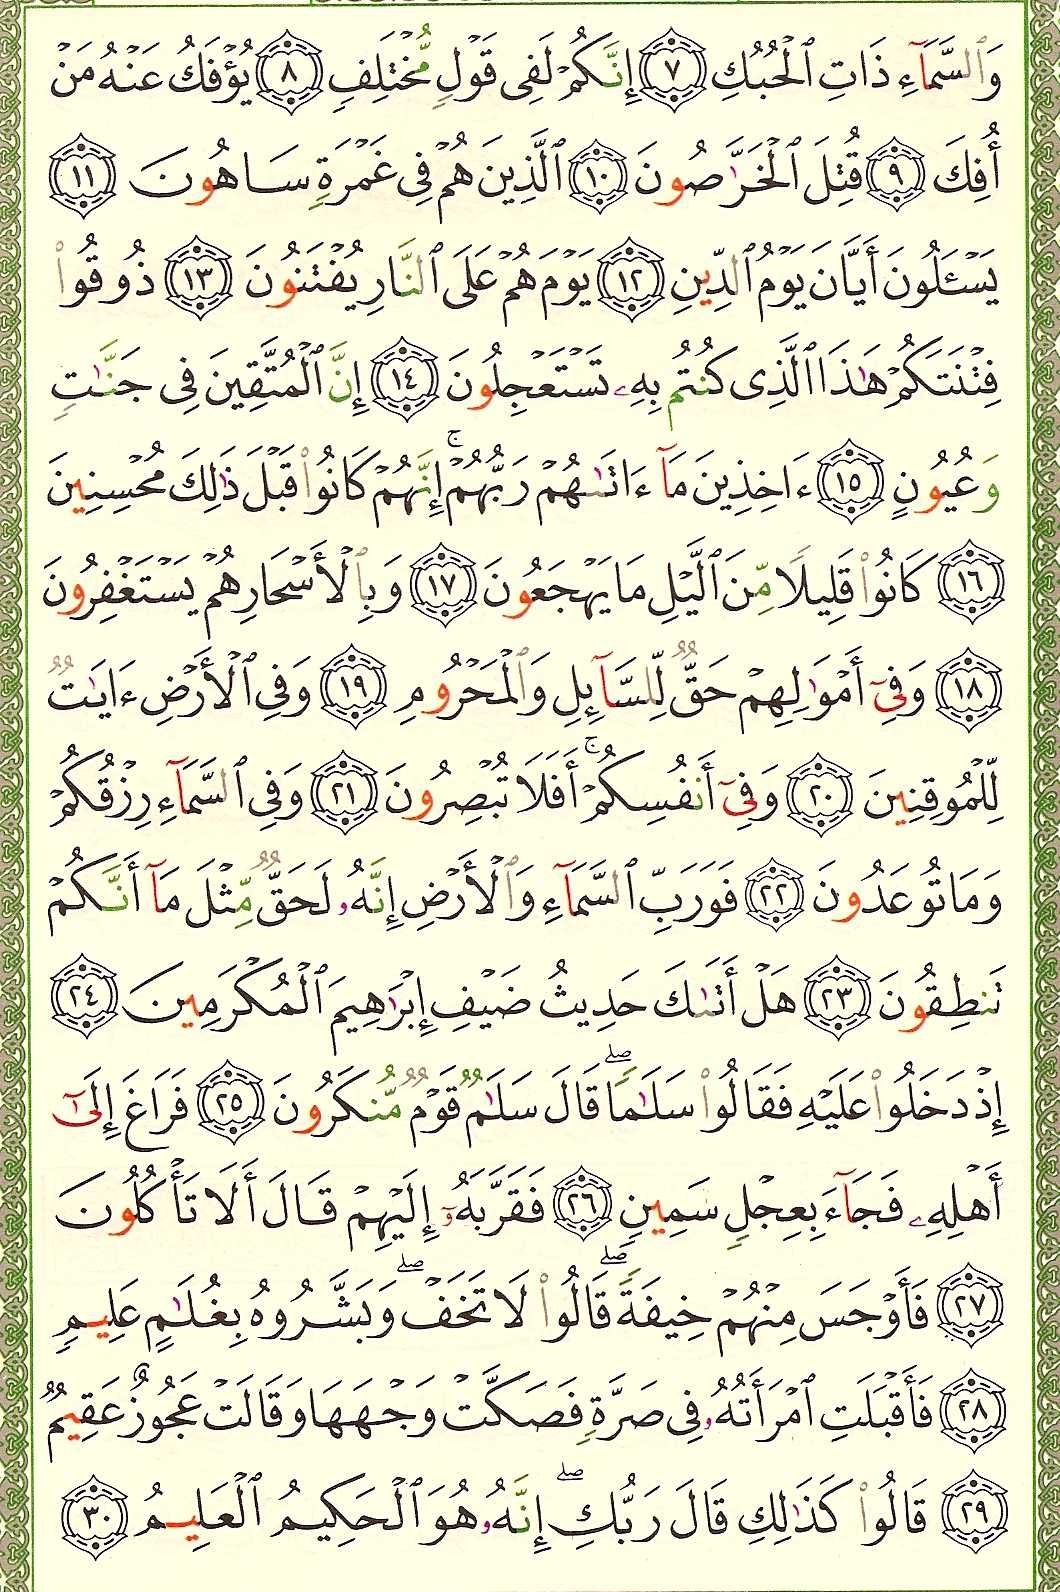 وَٱلسَّمَآءِ ذَاتِ ٱلْحُبُكِ ٧ إِنَّكُمْ لَفِى قَوْلٍ مُّخْتَلِفٍ ٨ يُؤْفَكُ عَنْهُ مَنْ
أُفِكَ ٩ قُتِلَ ٱلْخَرَّٰصُونَ ١٠ ٱلَّذِينَ هُمْ فِى غَمْرَةٍ سَاهُونَ ١١
يَسْـَٔلُونَ أَيَّانَ يَوْمُ ٱلدِّينِ ١٢ يَوْمَ هُمْ عَلَى ٱلنَّارِ يُفْتَنُونَ ١٣ ذُوقُوا۟
فِتْنَتَكُمْ هَٰذَا ٱلَّذِى كُنتُم بِهِۦ تَسْتَعْجِلُونَ ١٤ إِنَّ ٱلْمُتَّقِينَ فِى جَنَّٰتٍ
وَعُيُونٍ ١٥ ءَاخِذِينَ مَآ ءَاتَىٰهُمْ رَبُّهُمْ ۚ إِنَّهُمْ كَانُوا۟ قَبْلَ ذَٰلِكَ مُحْسِنِينَ
١٦ كَانُوا۟ قَلِيلًا مِّنَ ٱلَّيْلِ مَا يَهْجَعُونَ ١٧ وَبِٱلْأَسْحَارِ هُمْ يَسْتَغْفِرُونَ
١٨ وَفِىٓ أَمْوَٰلِهِمْ حَقٌّ لِّلسَّآئِلِ وَٱلْمَحْرُومِ ١٩ وَفِى ٱلْأَرْضِ ءَايَٰتٌ
لِّلْمُوقِنِينَ ٢٠ وَفِىٓ أَنفُسِكُمْ ۚ أَفَلَا تُبْصِرُونَ ٢١ وَفِى ٱلسَّمَآءِ رِزْقُكُمْ
وَمَا تُوعَدُونَ ٢٢ فَوَرَبِّ ٱلسَّمَآءِ وَٱلْأَرْضِ إِنَّهُۥ لَحَقٌّ مِّثْلَ مَآ أَنَّكُمْ
تَنطِقُونَ ٢٣ هَلْ أَتَىٰكَ حَدِيثُ ضَيْفِ إِبْرَٰهِيمَ ٱلْمُكْرَمِينَ ٢٤
إِذْ دَخَلُوا۟ عَلَيْهِ فَقَالُوا۟ سَلَٰمًا ۖ قَالَ سَلَٰمٌ قَوْمٌ مُّنكَرُونَ ٢٥ فَرَاغَ إِلَىٰٓ
أَهْلِهِۦ فَجَآءَ بِعِجْلٍ سَمِينٍ ٢٦ فَقَرَّبَهُۥٓ إِلَيْهِمْ قَالَ أَلَا تَأْكُلُونَ
٢٧ فَأَوْجَسَ مِنْهُمْ خِيفَةً ۖ قَالُوا۟ لَا تَخَفْ ۖ وَبَشَّرُوهُ بِغُلَٰمٍ عَلِيمٍ
٢٨ فَأَقْبَلَتِ ٱمْرَأَتُهُۥ فِى صَرَّةٍ فَصَكَّتْ وَجْهَهَا وَقَالَتْ عَجُوزٌ عَقِيمٌ
٢٩ قَالُوا۟ كَذَٰلِكِ قَالَ رَبُّكِ ۖ إِنَّهُۥ هُوَ ٱلْحَكِيمُ ٱلْعَلِيمُ ٣٠